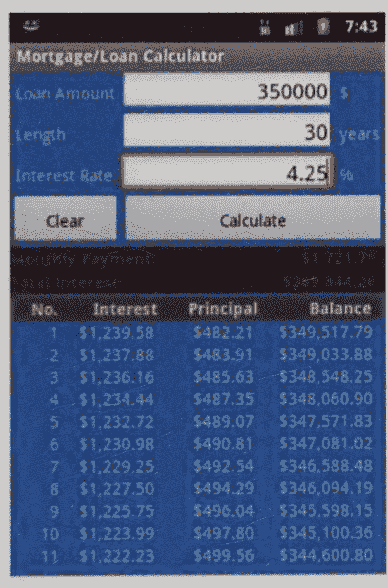 7:43
Mortgage/Loan Calculator
Loan Amount 350000 $
Length 30 years
Interest Rate 4.25 %
Clear Calculate
Monthly Payment: $1,721.79
Total Interest:
No. Interest Principal Balance
1 $1,239.58 $482.21 $349,517.79
2 $1,237.88 $483.91 $349,033.88
3 $1,236.16 $485.63 $348,548.25
4 $1,234.44 $487.35 $348,060.90
5 $1,232.72 $489.07 $347,571.83
6 $1,230.98 $490.81 $347,081.02
7 $1,229.25 $492.54 $346,588.48
8 $1,227.50 $494.29 $346,094.19
9 $1,225.75 $496.04 $345,598.15
10 $1,223.99 $497.80 $345,100.36
11 $1,222.23 $499.56 $344,600.80